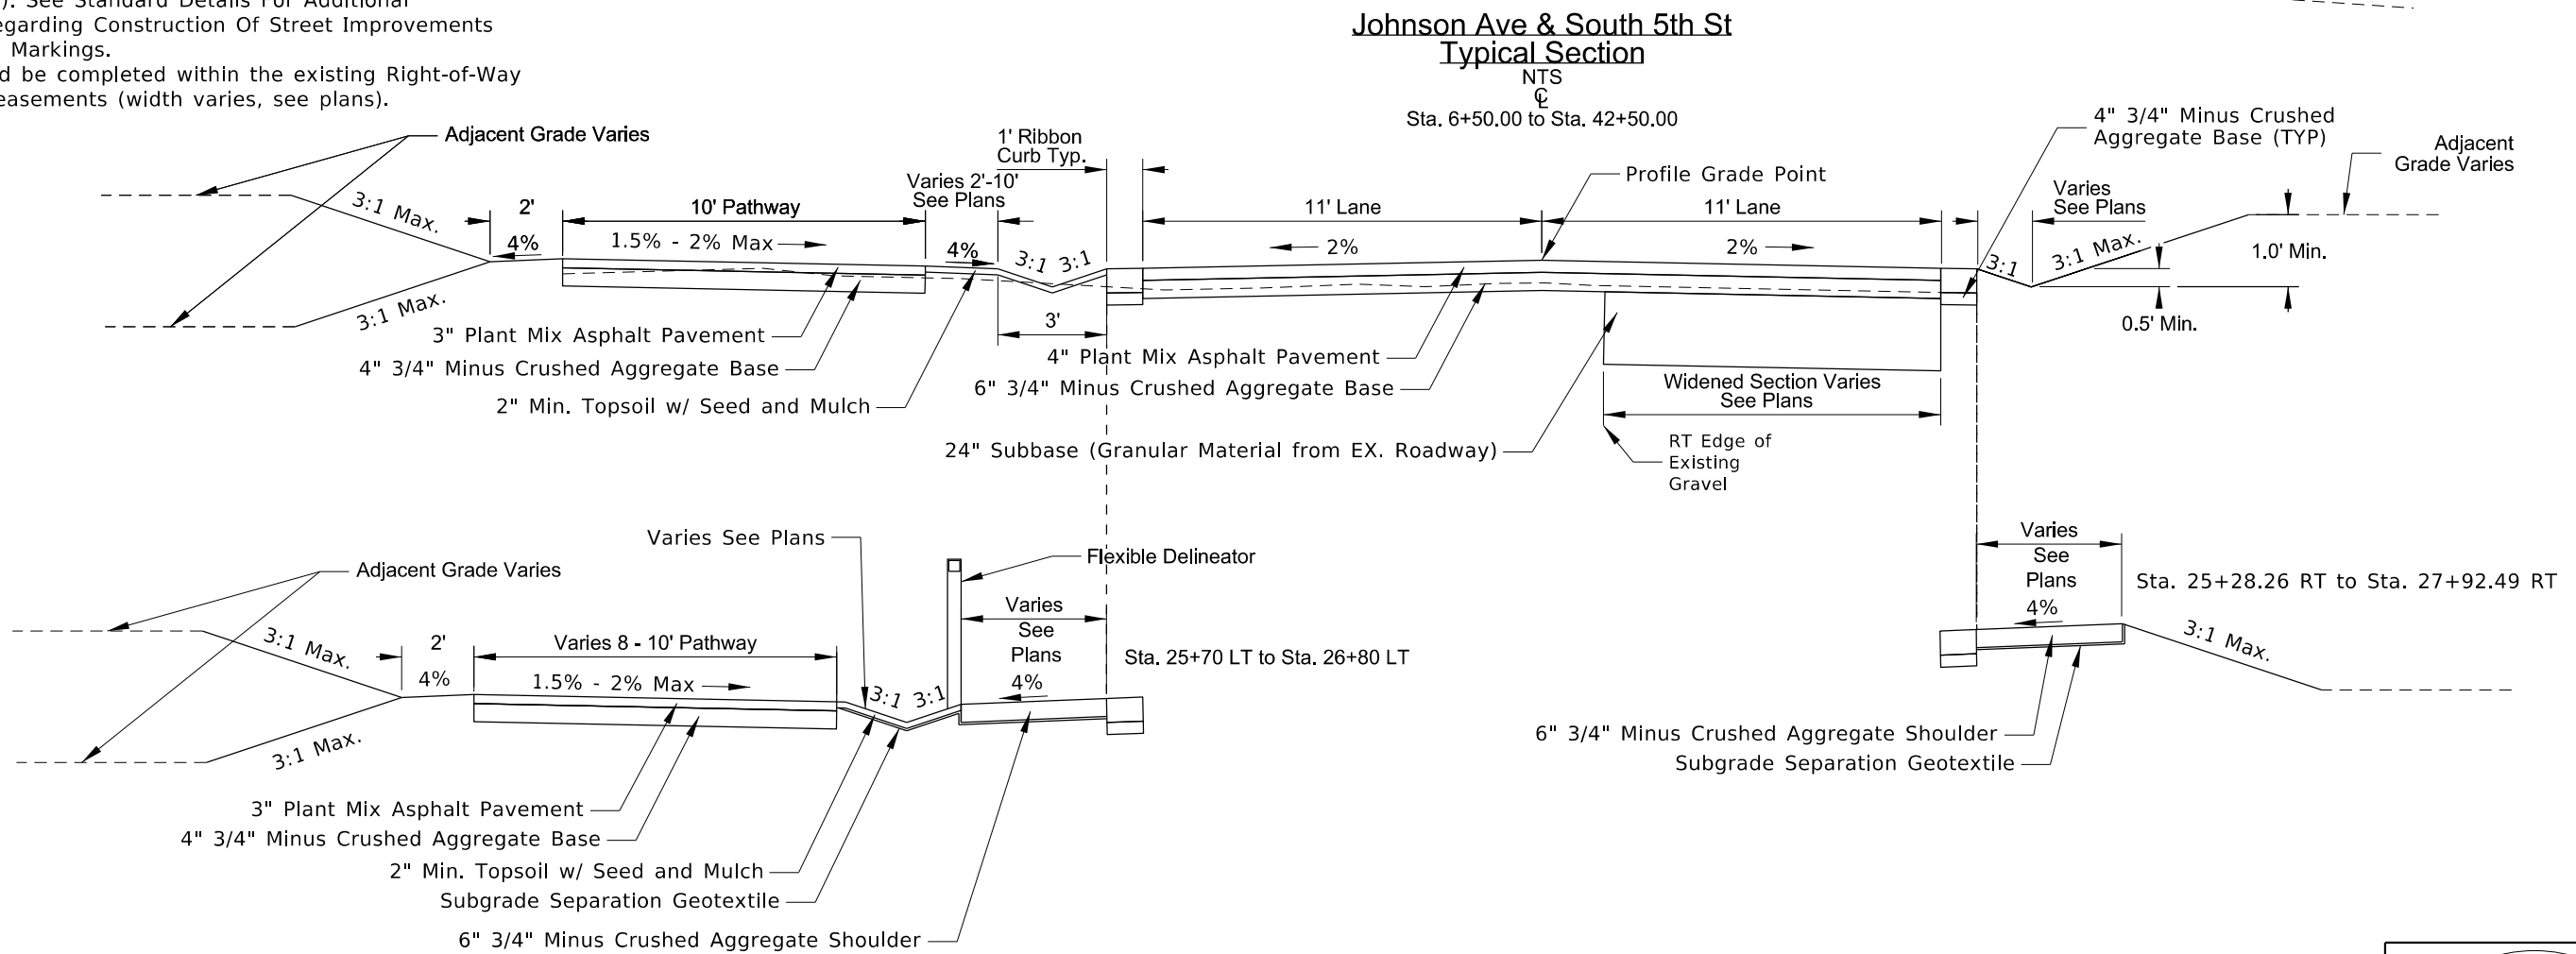 ). See Standard Details For Additional
egarding Construction Of Street Improvements
Markings.
d be completed within the existing Right-of-Way
easements (width varies, see plans).
Johnson Ave & South 5th St
Typical Section
NTS
℄
Sta. 6+50.00 to Sta. 42+50.00
Adjacent Grade Varies
3:1 Max.
3:1 Max.
2'
4%
10' Pathway
1.5% - 2% Max
Varies 2'-10'
See Plans
4%
1' Ribbon
Curb Typ.
3:1
3:1
3'
11' Lane
11' Lane
2%
2%
Profile Grade Point
4" 3/4" Minus Crushed
Aggregate Base (TYP)
Adjacent
Grade Varies
Varies
See Plans
3:1
3:1 Max.
1.0' Min.
0.5' Min.
3" Plant Mix Asphalt Pavement
4" 3/4" Minus Crushed Aggregate Base
2" Min. Topsoil w/ Seed and Mulch
4" Plant Mix Asphalt Pavement
6" 3/4" Minus Crushed Aggregate Base
24" Subbase (Granular Material from EX. Roadway)
Widened Section Varies
See Plans
RT Edge of
Existing
Gravel
Varies See Plans
Flexible Delineator
Adjacent Grade Varies
3:1 Max.
3:1 Max.
2'
4%
Varies 8 - 10' Pathway
1.5% - 2% Max
3:1
3:1
Varies
See
Plans
4%
Sta. 25+70 LT to Sta. 26+80 LT
3" Plant Mix Asphalt Pavement
4" 3/4" Minus Crushed Aggregate Base
2" Min. Topsoil w/ Seed and Mulch
Subgrade Separation Geotextile
6" 3/4" Minus Crushed Aggregate Shoulder
Varies
See
Plans
4%
Sta. 25+28.26 RT to Sta. 27+92.49 RT
3:1 Max.
6" 3/4" Minus Crushed Aggregate Shoulder
Subgrade Separation Geotextile